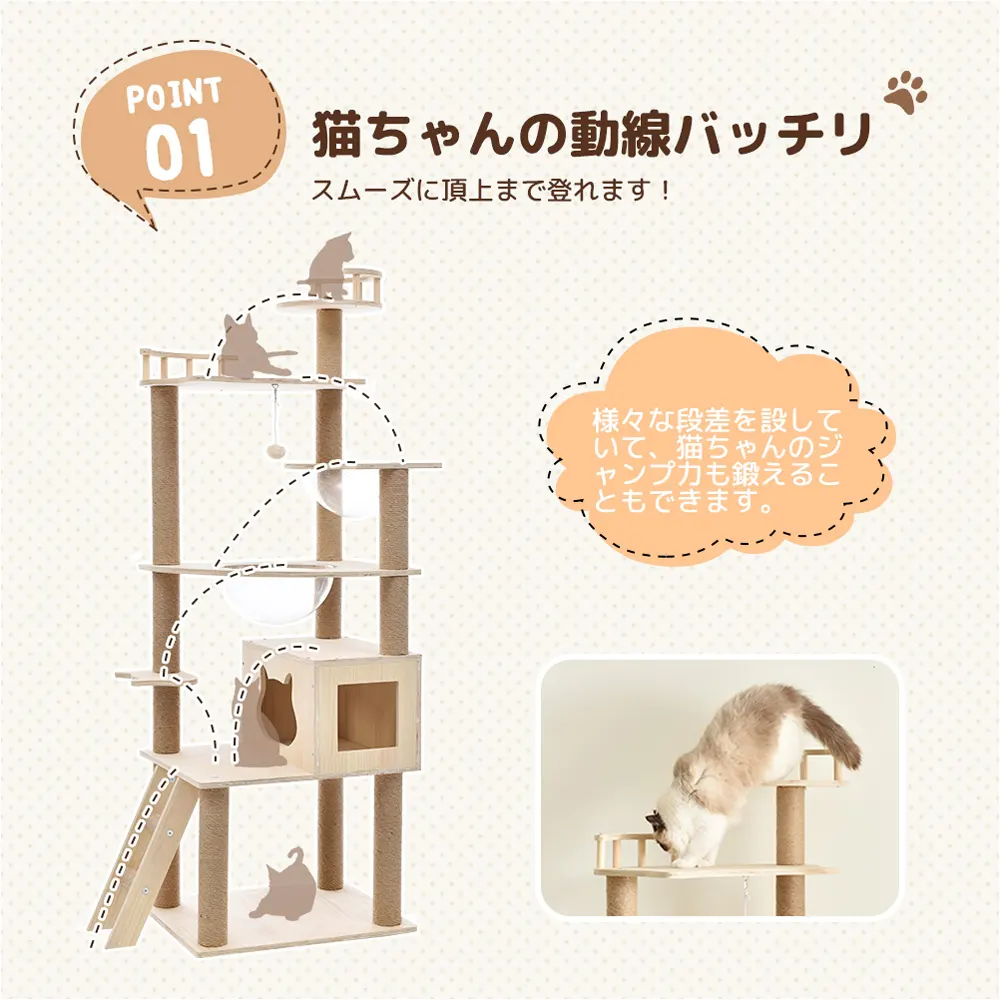 POINT
01
猫ちゃんの動線バッチリ
スムーズに頂上まで登れます！
様々な段差を設して
いて、猫ちゃんのジ
ャンプ力も鍛えるこ
ともできます。